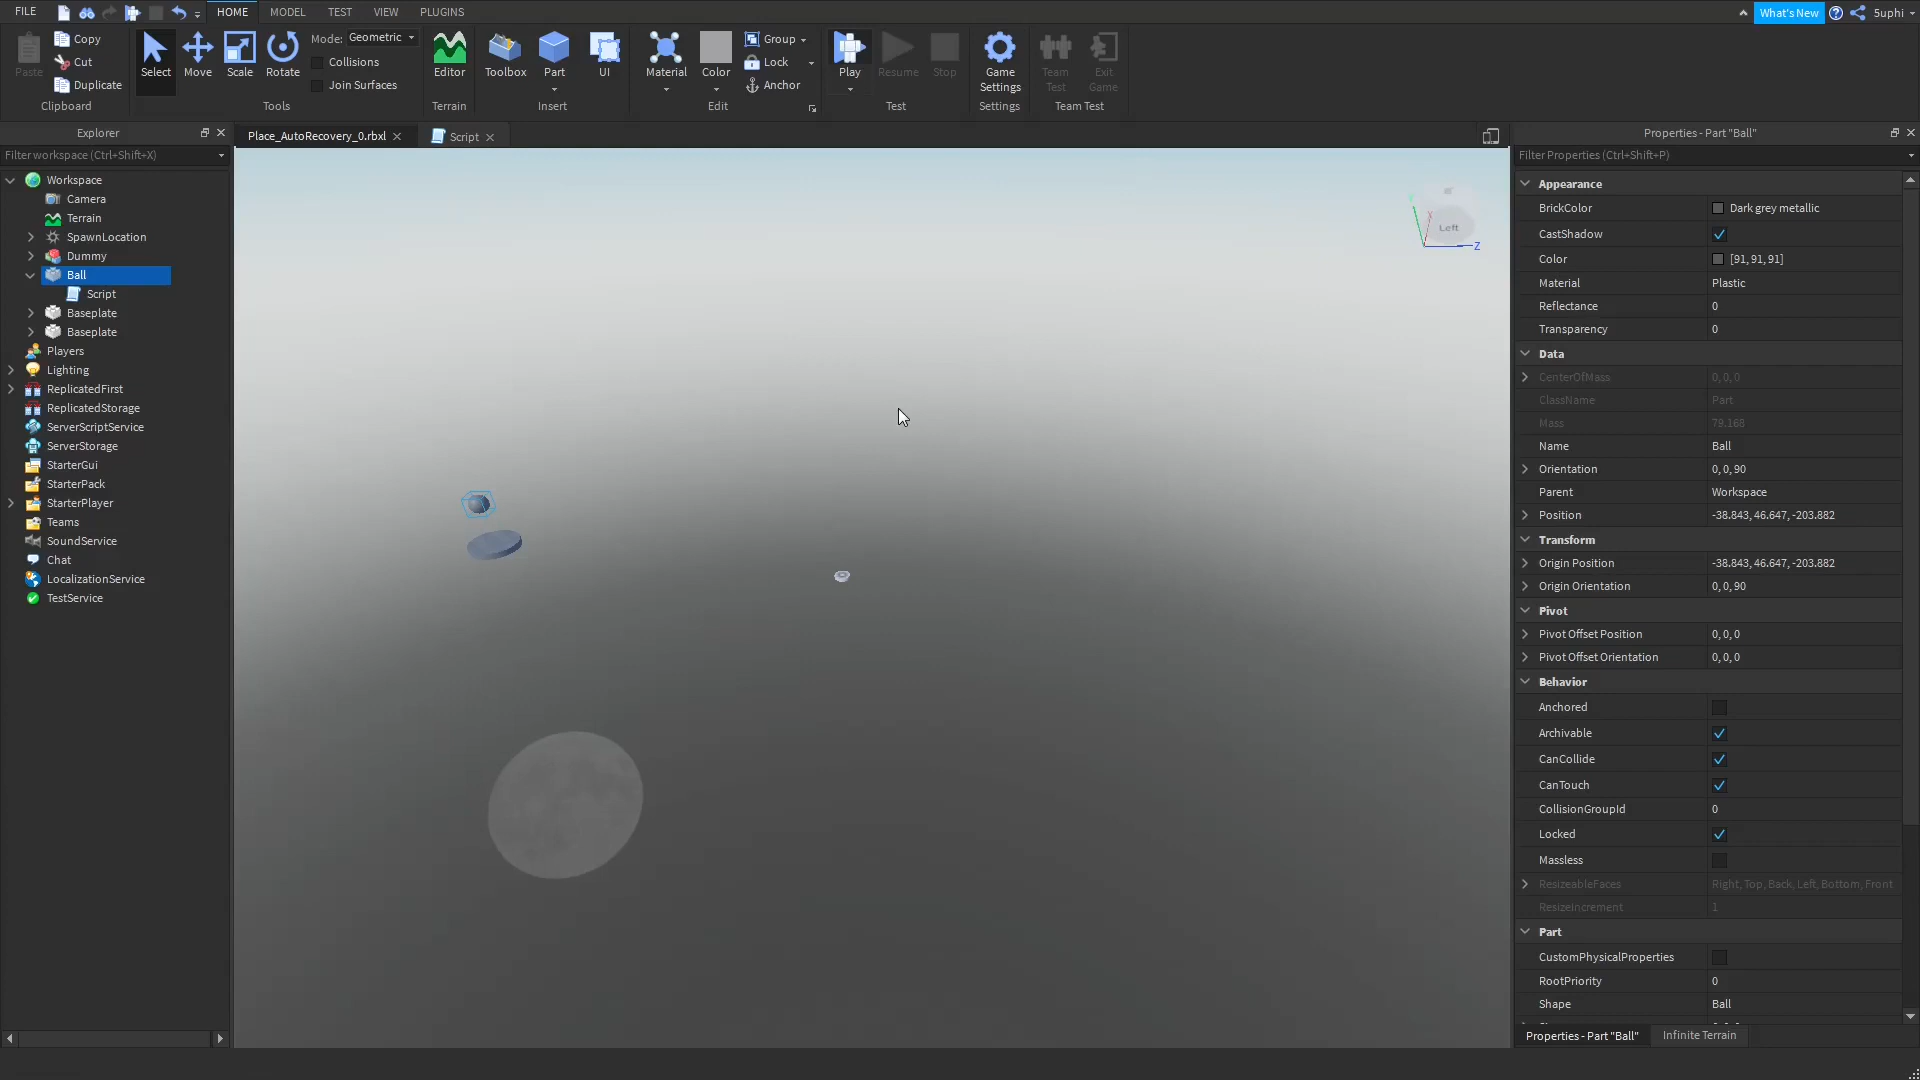 FILE HOME MODEL TEST VIEW PLUGINS What's New Suphi
Paste Copy Cut Duplicate Clipboard
Select Move Scale Rotate Mode: Geometric Collisions Join Surfaces Tools
Editor Terrain
Toolbox Part UI Insert
Material Color Group Lock Anchor Edit
Play Resume Stop Test
Game Settings Settings
Team Test Exit Game Team Test
Explorer
Filter workspace (Ctrl+Shift+X)
Workspace
Camera
Terrain
SpawnLocation
Dummy
Ball
Script
Baseplate
Baseplate
Players
Lighting
ReplicatedFirst
ReplicatedStorage
ServerScriptService
ServerStorage
StarterGui
StarterPack
StarterPlayer
Teams
SoundService
Chat
LocalizationService
TestService
Place_AutoRecovery_0.rbxl Script
Left
Z
Properties - Part "Ball"
Filter Properties (Ctrl+Shift+P)
Appearance
BrickColor Dark grey metallic
CastShadow
Color [91, 91, 91]
Material Plastic
Reflectance 0
Transparency 0
Data
CenterOfMass 0, 0, 0
ClassName Part
Mass 79.168
Name Ball
Orientation 0, 0, 90
Parent Workspace
Position -38.843, 46.647, -203.882
Transform
Origin Position -38.843, 46.647, -203.882
Origin Orientation 0, 0, 90
Pivot
Pivot Offset Position 0, 0, 0
Pivot Offset Orientation 0, 0, 0
Behavior
Anchored
Archivable
CanCollide
CanTouch
CollisionGroupId 0
Locked
Massless
ResizeableFaces Right, Top, Back, Left, Bottom, Front
ResizeIncrement 1
Part
CustomPhysicalProperties
RootPriority 0
Shape Ball
Properties - Part "Ball" Infinite Terrain